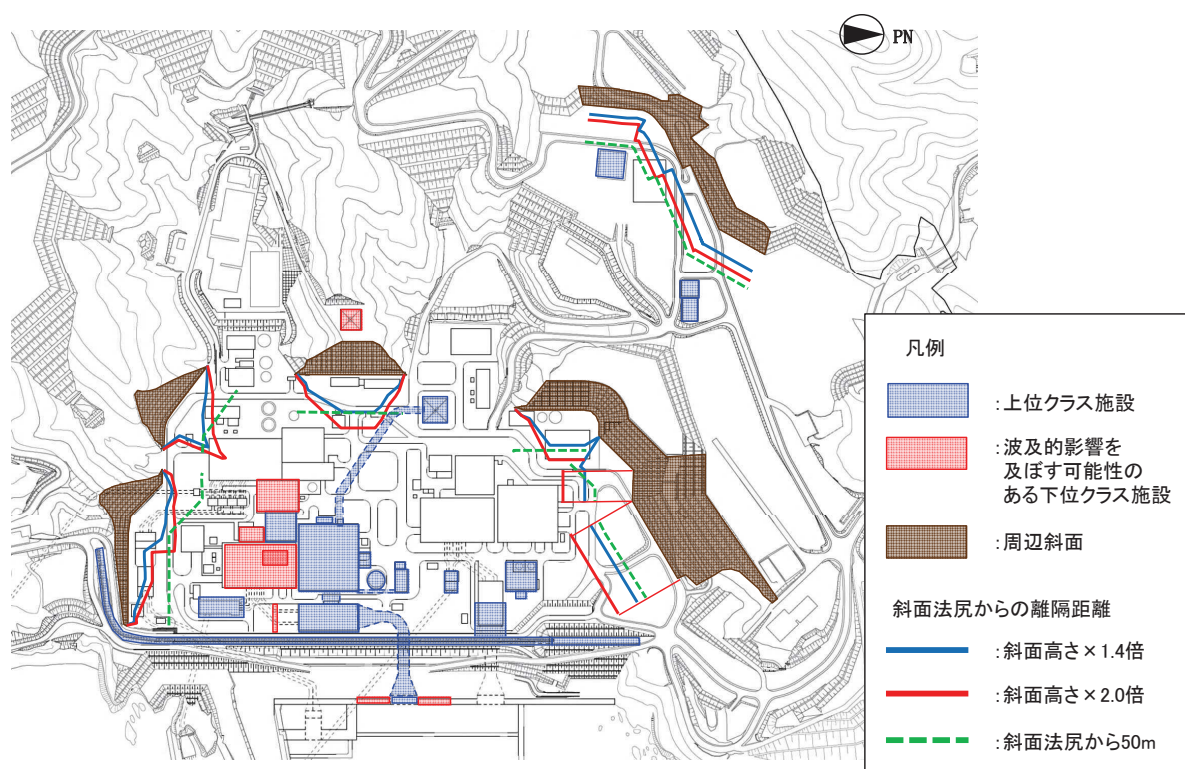 PN
凡例
:上位クラス施設
:波及的影響を
及ぼす可能性の
ある下位クラス施設
:周辺斜面
斜面法尻からの離隔距離
:斜面高さ×1.4倍
:斜面高さ×2.0倍
:斜面法尻から50m